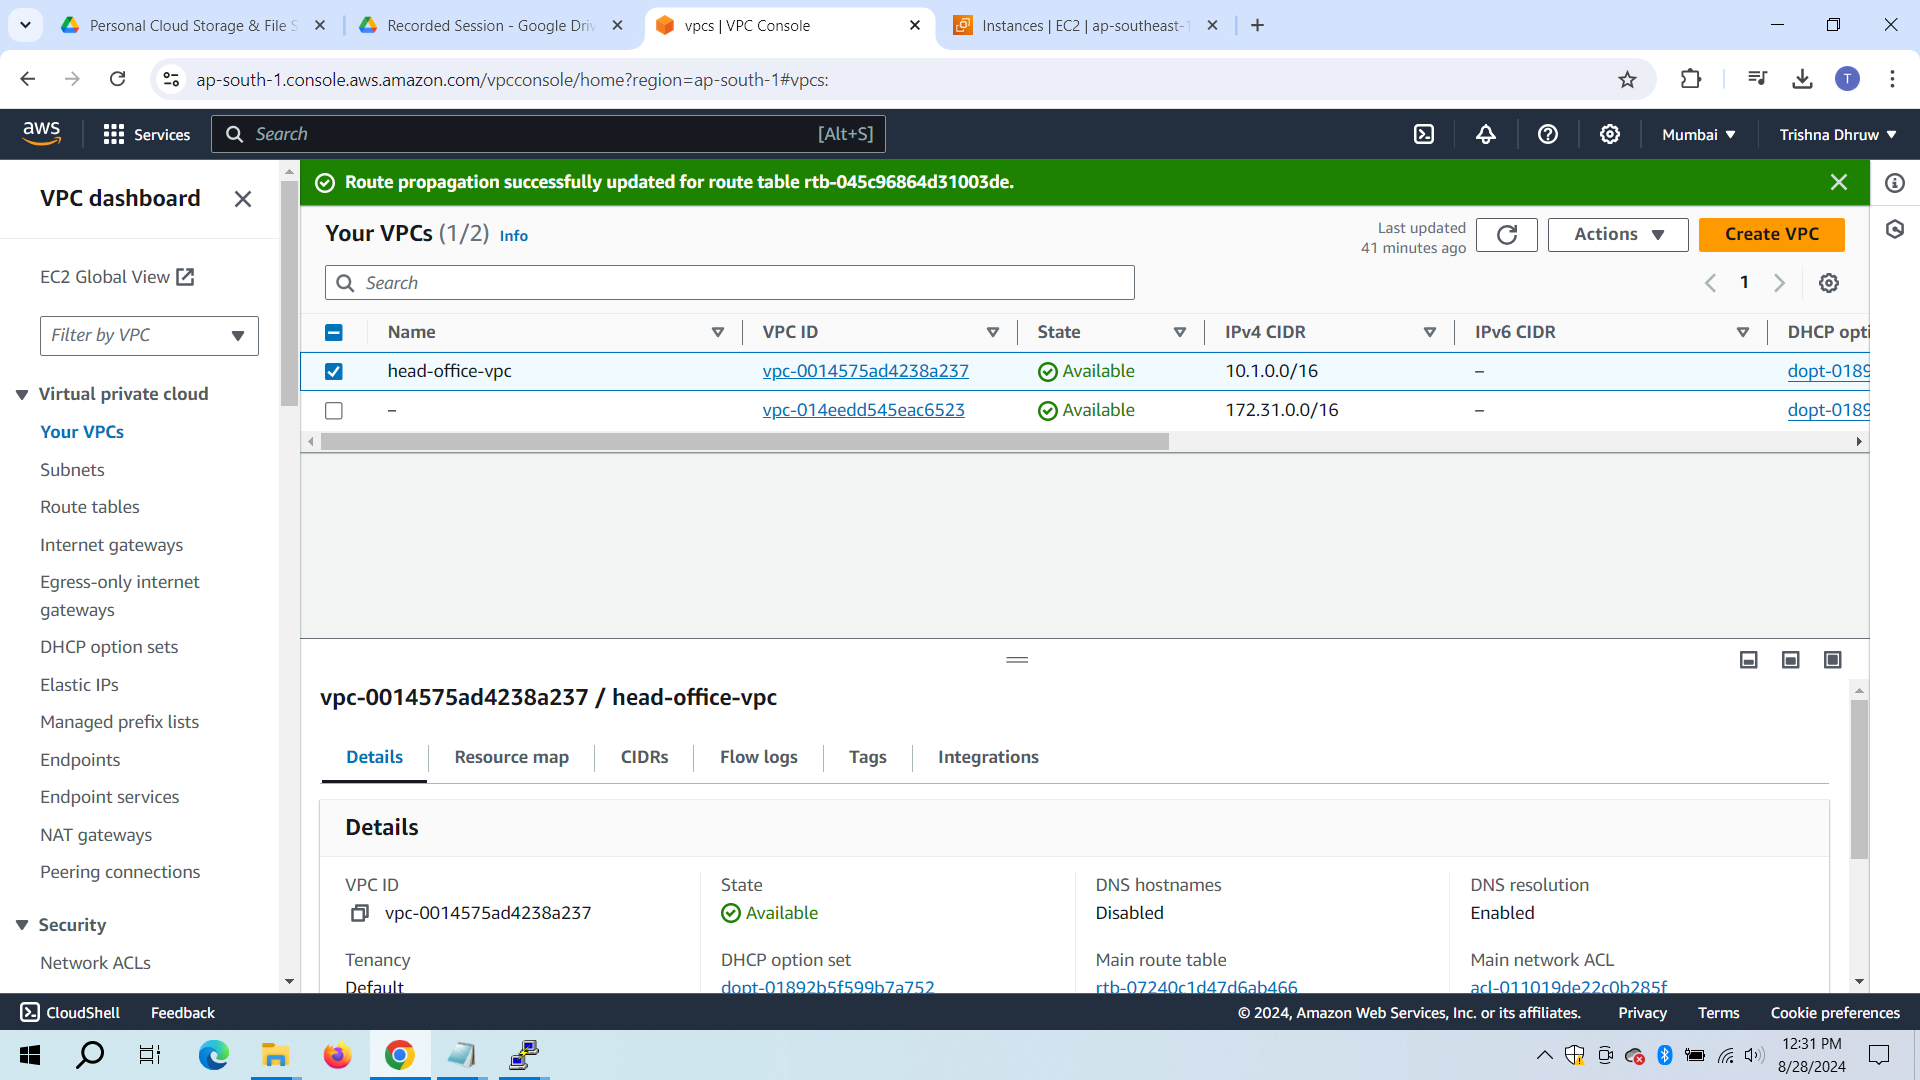 Personal Cloud Storage & File S
Recorded Session - Google Driv
vpcs | VPC Console
Instances | EC2 | ap-southeast-1
ap-south-1.console.aws.amazon.com/vpcconsole/home?region=ap-south-1#vpcs:
T
aws
Services
Search
[Alt+S]
Mumbai
Trishna Dhruw
VPC dashboard
EC2 Global View
Filter by VPC
Virtual private cloud
Your VPCs
Subnets
Route tables
Internet gateways
Egress-only internet
gateways
DHCP option sets
Elastic IPs
Managed prefix lists
Endpoints
Endpoint services
NAT gateways
Peering connections
Security
Network ACLs
Route propagation successfully updated for route table rtb-045c96864d31003de.
Your VPCs (1/2) Info
Last updated
41 minutes ago
Actions
Create VPC
Search
1
Name VPC ID State IPv4 CIDR IPv6 CIDR DHCP opti
head-office-vpc vpc-0014575ad4238a237 Available 10.1.0.0/16 – dopt-0189
– vpc-014eedd545eac6523 Available 172.31.0.0/16 – dopt-0189
vpc-0014575ad4238a237 / head-office-vpc
Details Resource map CIDRs Flow logs Tags Integrations
Details
VPC ID State DNS hostnames DNS resolution
vpc-0014575ad4238a237 Available Disabled Enabled
Tenancy DHCP option set Main route table Main network ACL
Default dopt-01892b5f599b7a752 rtb-07240c1d47d6ab466 acl-011019de22c0b285f
CloudShell Feedback © 2024, Amazon Web Services, Inc. or its affiliates. Privacy Terms Cookie preferences
12:31 PM
8/28/2024